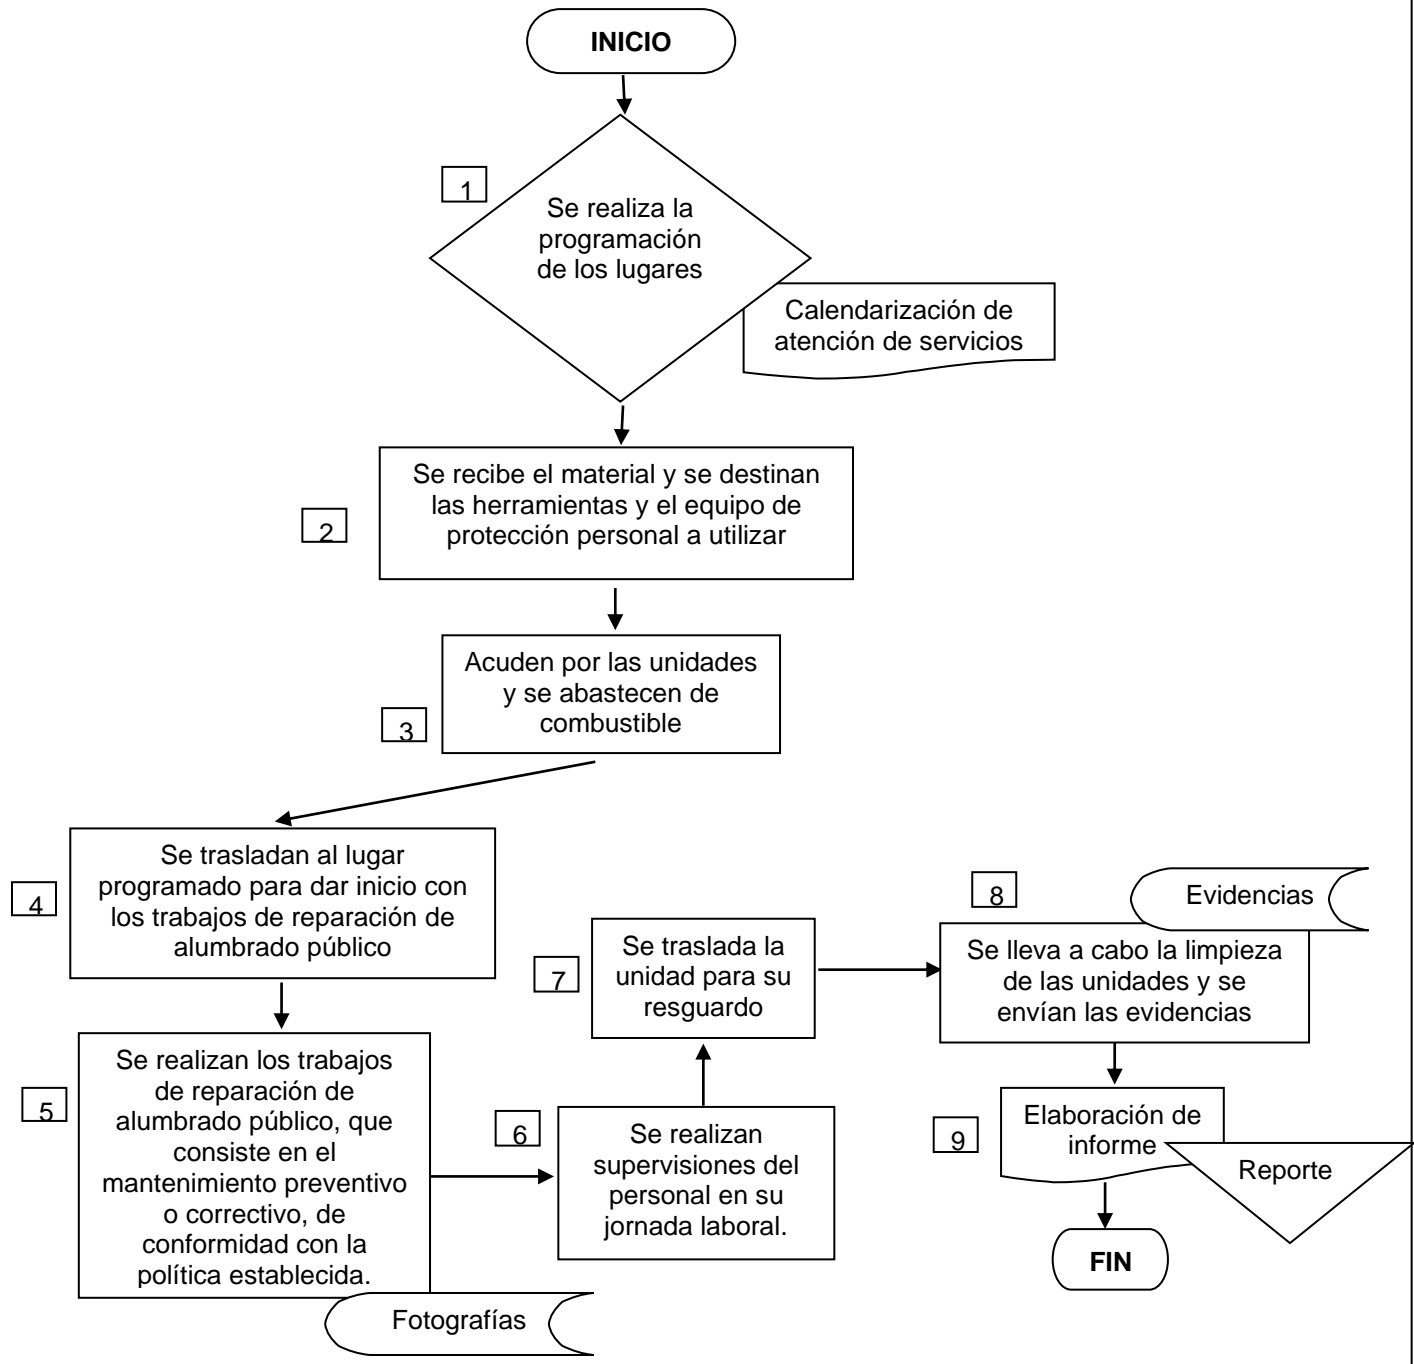 INICIO
1
Se realiza la
programación
de los lugares
Calendarización de
atención de servicios
2
Se recibe el material y se destinan
las herramientas y el equipo de
protección personal a utilizar
3
Acuden por las unidades
y se abastecen de
combustible
4
Se trasladan al lugar
programado para dar inicio con
los trabajos de reparación de
alumbrado público
5
Se realizan los trabajos
de reparación de
alumbrado público, que
consiste en el
mantenimiento preventivo
o correctivo, de
conformidad con la
política establecida.
Fotografías
6
Se realizan
supervisiones del
personal en su
jornada laboral.
7
Se traslada la
unidad para su
resguardo
8
Evidencias
Se lleva a cabo la limpieza
de las unidades y se
envían las evidencias
9
Elaboración de
informe
Reporte
FIN